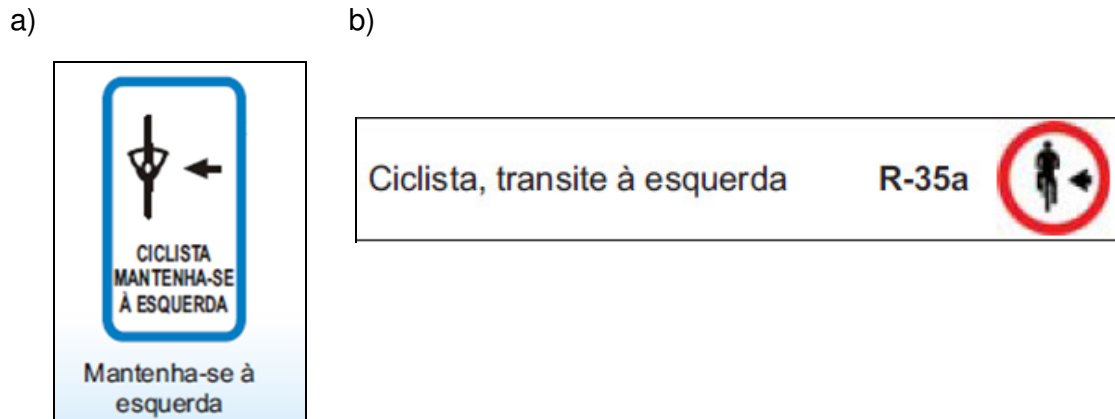 a)
b)
CICLISTA
MANTENHA-SE
À ESQUERDA
Mantenha-se à
esquerda
Ciclista, transite à esquerda R-35a